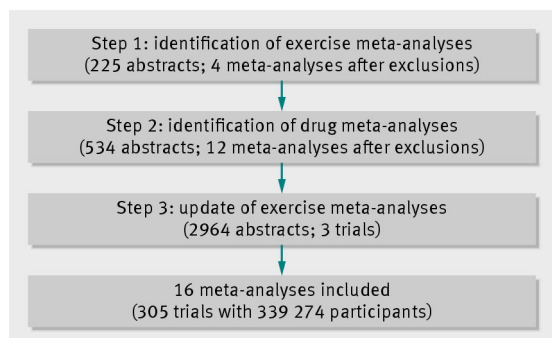 Step 1: identification of exercise meta-analyses
(225 abstracts; 4 meta-analyses after exclusions)
Step 2: identification of drug meta-analyses
(534 abstracts; 12 meta-analyses after exclusions)
Step 3: update of exercise meta-analyses
(2964 abstracts; 3 trials)
16 meta-analyses included
(305 trials with 339 274 participants)